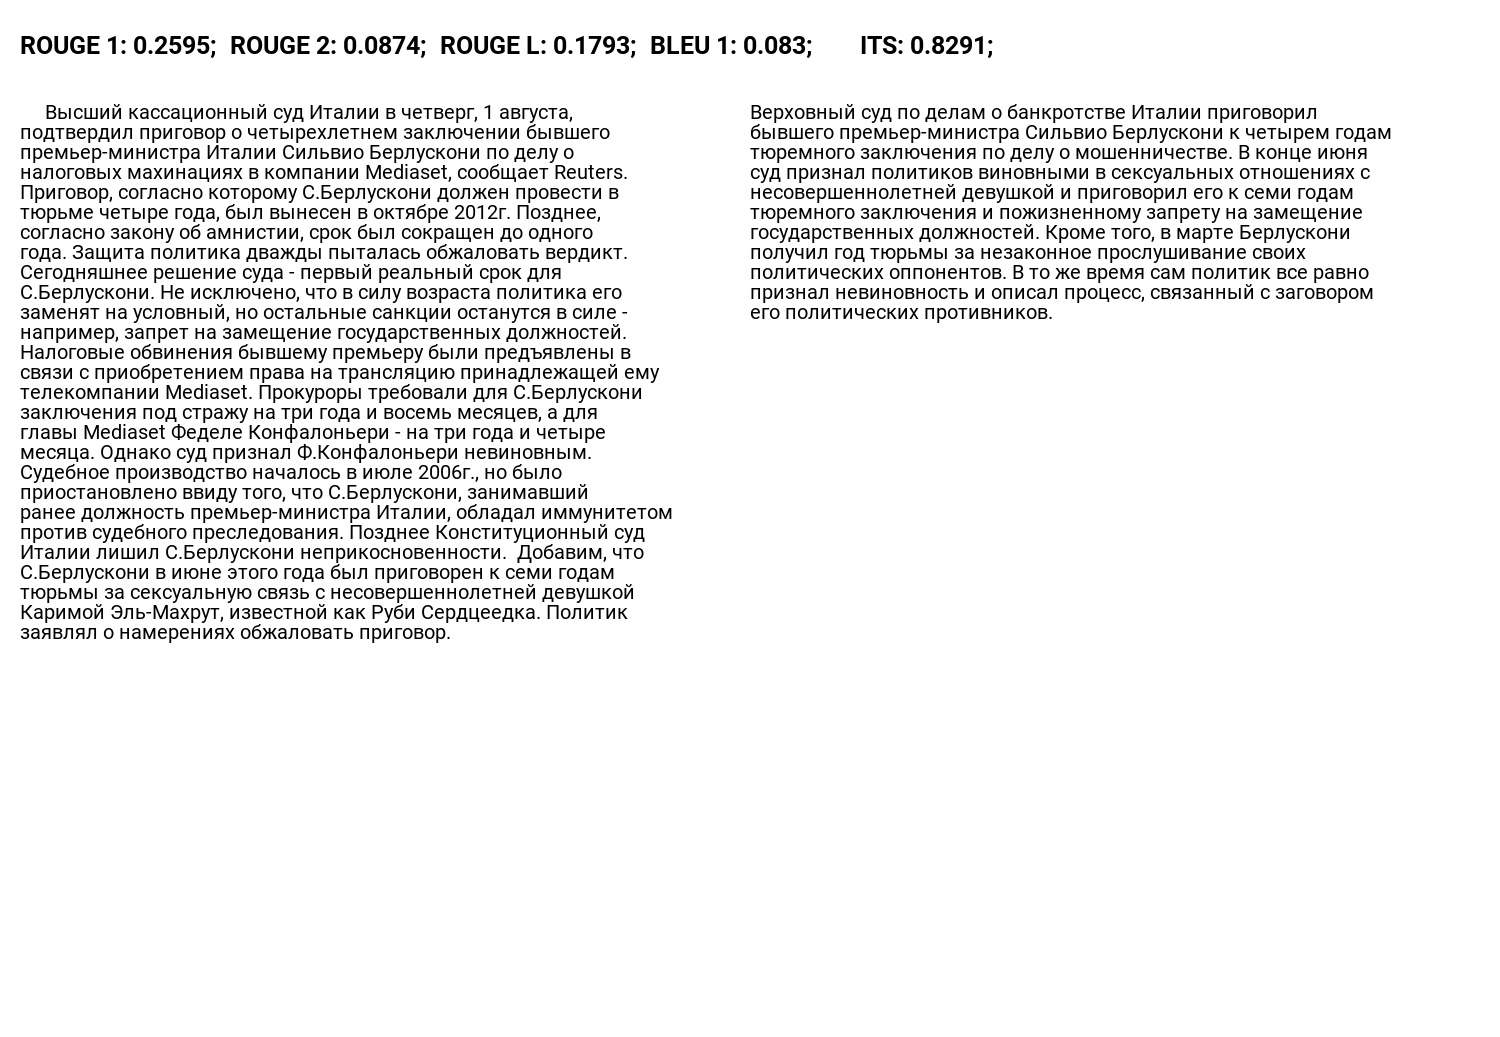 ROUGE 1: 0.2595;  ROUGE 2: 0.0874;  ROUGE L: 0.1793;  BLEU 1: 0.083;  ITS: 0.8291;
Высший кассационный суд Италии в четверг, 1 августа,
подтвердил приговор о четырехлетнем заключении бывшего
премьер-министра Италии Сильвио Берлускони по делу о
налоговых махинациях в компании Mediaset, сообщает Reuters.
Приговор, согласно которому С.Берлускони должен провести в
тюрьме четыре года, был вынесен в октябре 2012г. Позднее,
согласно закону об амнистии, срок был сокращен до одного
года. Защита политика дважды пыталась обжаловать вердикт.
Сегодняшнее решение суда - первый реальный срок для
С.Берлускони. Не исключено, что в силу возраста политика его
заменят на условный, но остальные санкции останутся в силе -
например, запрет на замещение государственных должностей.
Налоговые обвинения бывшему премьеру были предъявлены в
связи с приобретением права на трансляцию принадлежащей ему
телекомпании Mediaset. Прокуроры требовали для С.Берлускони
заключения под стражу на три года и восемь месяцев, а для
главы Mediaset Феделе Конфалоньери - на три года и четыре
месяца. Однако суд признал Ф.Конфалоньери невиновным.
Судебное производство началось в июле 2006г., но было
приостановлено ввиду того, что С.Берлускони, занимавший
ранее должность премьер-министра Италии, обладал иммунитетом
против судебного преследования. Позднее Конституционный суд
Италии лишил С.Берлускони неприкосновенности.  Добавим, что
С.Берлускони в июне этого года был приговорен к семи годам
тюрьмы за сексуальную связь с несовершеннолетней девушкой
Каримой Эль-Махрут, известной как Руби Сердцеедка. Политик
заявлял о намерениях обжаловать приговор.
Верховный суд по делам о банкротстве Италии приговорил
бывшего премьер-министра Сильвио Берлускони к четырем годам
тюремного заключения по делу о мошенничестве. В конце июня
суд признал политиков виновными в сексуальных отношениях с
несовершеннолетней девушкой и приговорил его к семи годам
тюремного заключения и пожизненному запрету на замещение
государственных должностей. Кроме того, в марте Берлускони
получил год тюрьмы за незаконное прослушивание своих
политических оппонентов. В то же время сам политик все равно
признал невиновность и описал процесс, связанный с заговором
его политических противников.